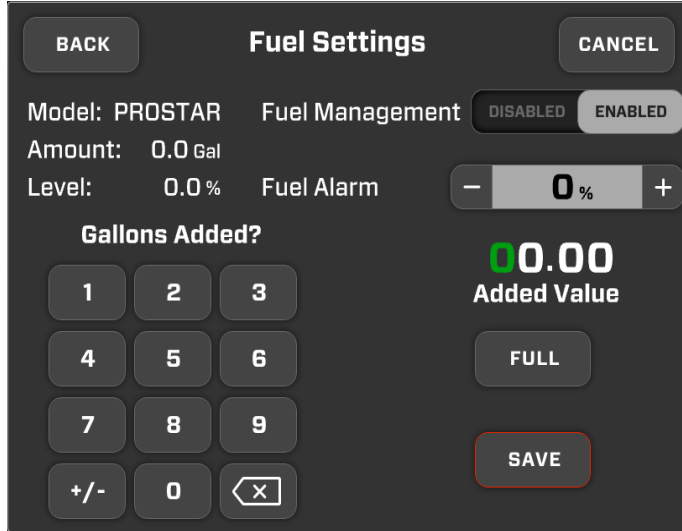 BACK
Fuel Settings
CANCEL
Model: PROSTAR
Fuel Management
DISABLED
ENABLED
Amount: 0.0 Gal
Level: 0.0 %
Fuel Alarm
− 0 % +
Gallons Added?
00.00
Added Value
1 2 3
4 5 6
FULL
7 8 9
SAVE
+/- 0